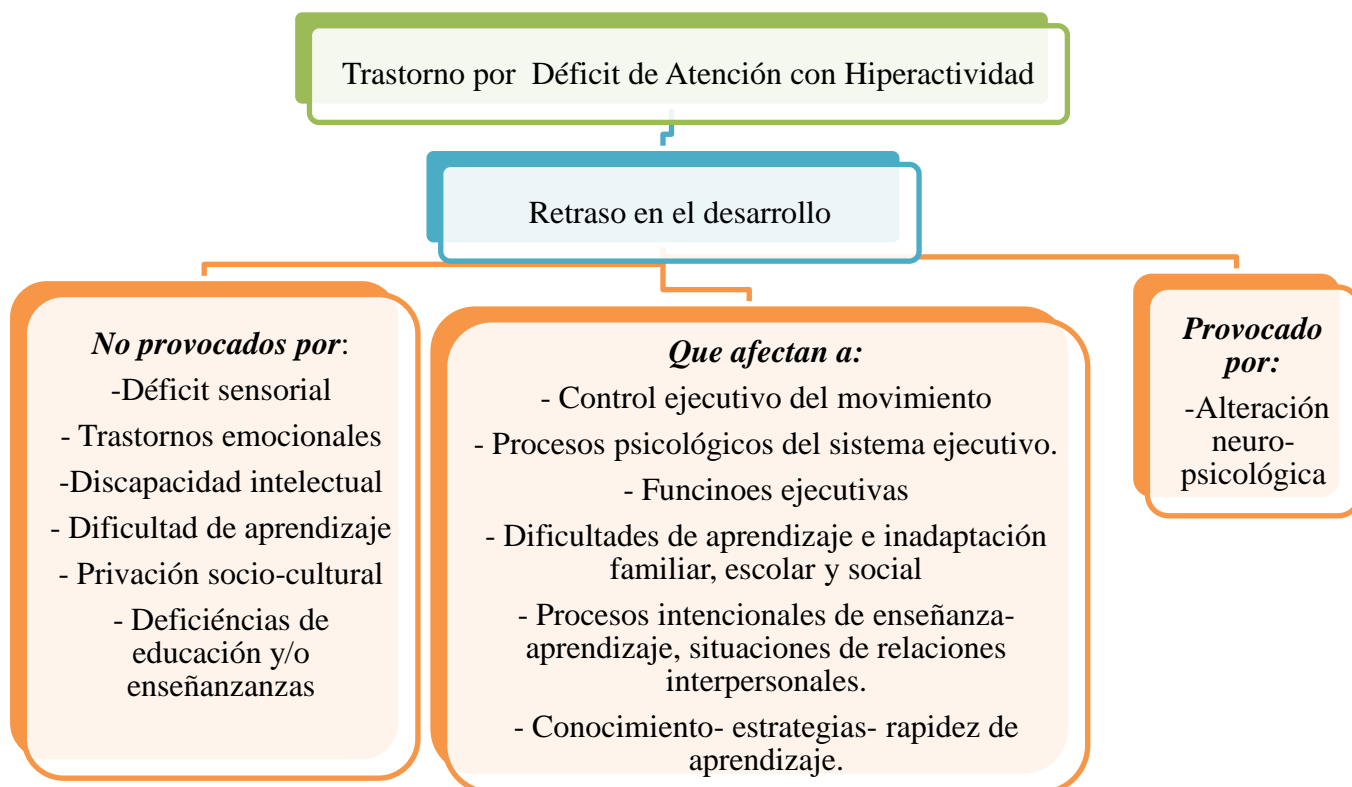 Trastorno por  Déficit de Atención con Hiperactividad
Retraso en el desarrollo
No provocados por:
-Déficit sensorial
- Trastornos emocionales
-Discapacidad intelectual
- Dificultad de aprendizaje
- Privación socio-cultural
- Deficiéncias de
educación y/o
enseñanzanzas
Que afectan a:
- Control ejecutivo del movimiento
- Procesos psicológicos del sistema ejecutivo.
- Funcinoes ejecutivas
- Dificultades de aprendizaje e inadaptación
familiar, escolar y social
- Procesos intencionales de enseñanza-
aprendizaje, situaciones de relaciones
interpersonales.
- Conocimiento- estrategias- rapidez de
aprendizaje.
Provocado
por:
-Alteración
neuro-
psicológica